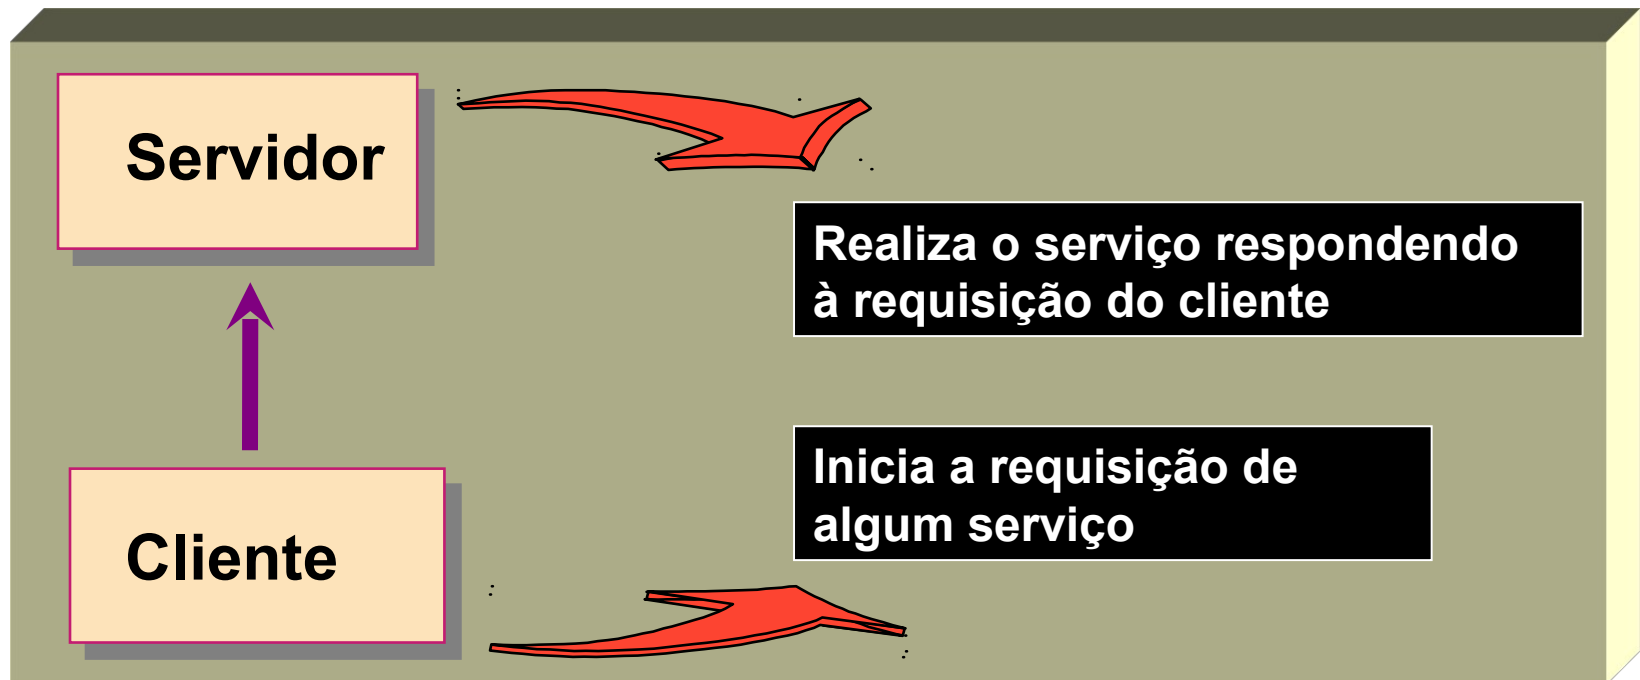 Servidor
Realiza o serviço respondendo
à requisição do cliente
Inicia a requisição de
algum serviço
Cliente